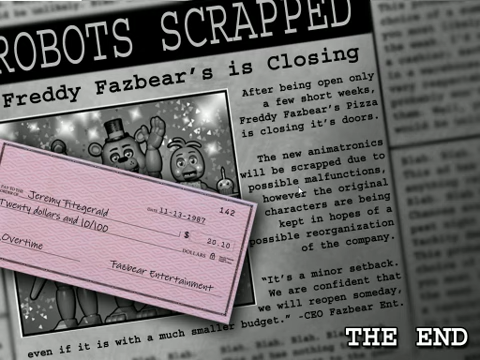 ROBOTS SCRAPPED
Freddy Fazbear's is Closing
After being open only
a few short weeks,
Freddy Fazbear's Pizza
is closing it's doors.
The new animatronics
will be scrapped due to
possible malfunctions,
however the original
characters are being
kept in hopes of a
possible reorganization
of the company.
"It's a minor setback.
We are confident that
we will reopen someday,
even if it is with a much smaller budget." -CEO Fazbear Ent.
142
Jeremy Fitzgerald
DATE 11-13-1987
Twenty dollars and 10/100
$ 20.10
DOLLARS
Overtime
Fazbear Entertainment
THE END